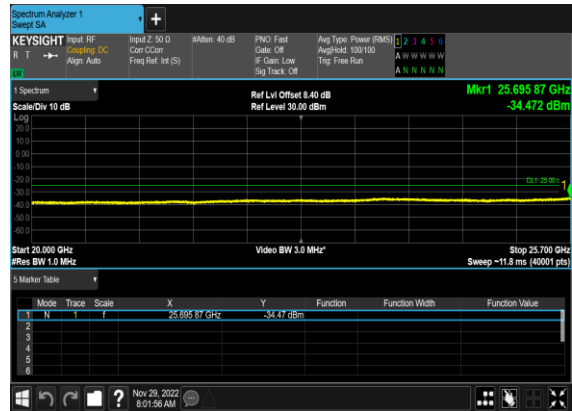 Spectrum Analyzer 1
Swept SA
+
KEYSIGHT Input: RF Input Z: 50 Ω #Atten: 40 dB PNO: Fast Avg Type: Power (RMS) 1 2 3 4 5 6
R T Coupling: DC Corr CCorr Gate: Off Avg|Hold: 100/100 A W W W W W
Align: Auto Freq Ref: Int (S) IF Gain: Low Trig: Free Run
Sig Track: Off A N N N N N
1 Spectrum
Ref Lvl Offset 8.40 dB Mkr1 25.695 87 GHz
Scale/Div 10 dB Ref Level 30.00 dBm -34.472 dBm
Log
20.0
10.0
0.00
-10.0
-20.0
DL1 -25.00 1
-30.0
-40.0
-50.0
-60.0
Start 20.000 GHz Video BW 3.0 MHz* Stop 25.700 GHz
#Res BW 1.0 MHz Sweep ~11.8 ms (40001 pts)
5 Marker Table
Mode Trace Scale X Y Function Function Width Function Value
1 N 1 f 25.695 87 GHz -34.47 dBm
2
3
4
5
6
? Nov 29, 2022
8:01:56 AM